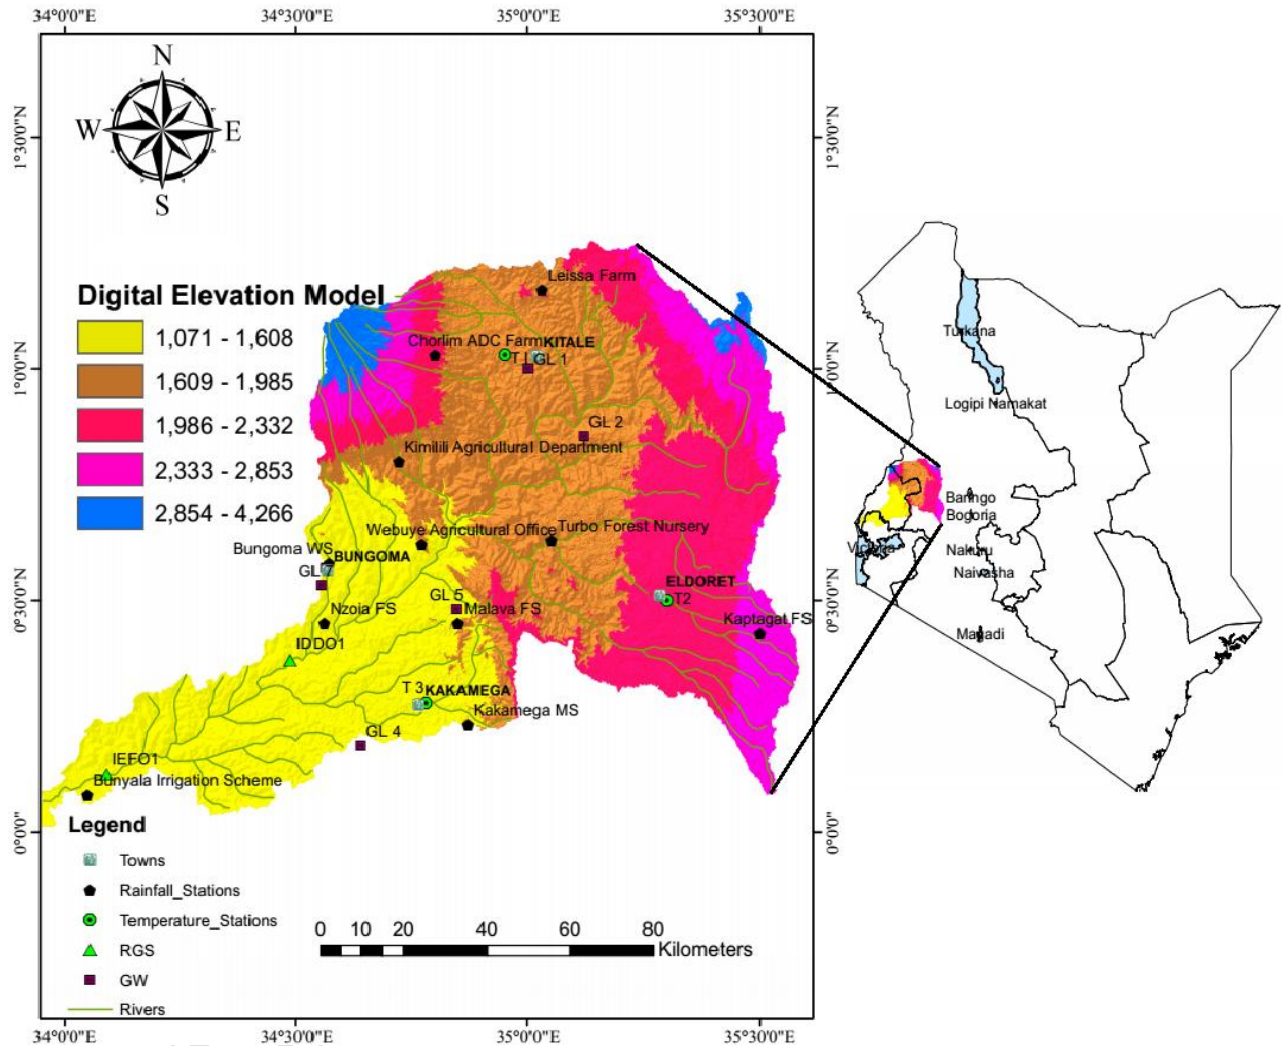 34°0'0"E 34°30'0"E 35°0'0"E 35°30'0"E
N
W E
S
1°30'0"N
1°30'0"N
Digital Elevation Model
1,071 - 1,608
1,609 - 1,985
1,986 - 2,332
2,333 - 2,853
2,854 - 4,266
Leissa Farm
Chorlim ADC Farm
KITALE
T 1
GL 1
1°0'0"N
1°0'0"N
GL 2
Kimilili Agricultural Department
Webuye Agricultural Office
Turbo Forest Nursery
Bungoma WS
BUNGOMA
GL
ELDORET
T2
GL 5
Nzoia FS
Malava FS
Kaptagat FS
0°30'0"N
0°30'0"N
IDDO1
T 3
KAKAMEGA
Kakamega MS
GL 4
IEFO1
Bunyala Irrigation Scheme
0°0'0"
0°0'0"
Legend
Towns
Rainfall_Stations
Temperature_Stations
RGS
GW
Rivers
0 10 20 40 60 80
Kilometers
34°0'0"E 34°30'0"E 35°0'0"E 35°30'0"E
Turkana
Logipi Namakat
Baringo
Bogoria
Victoria
Nakuru
Naivasha
Magadi